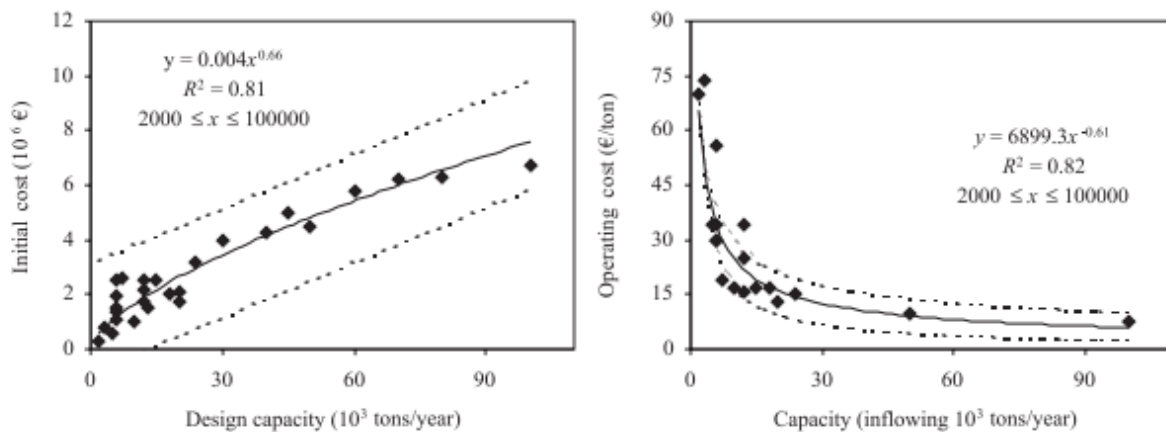 12
10
8
6
4
2
0
0
30
60
90
Initial cost (10⁶ €)
Design capacity (10³ tons/year)
y = 0.004x^0.66
R² = 0.81
2000 ≤ x ≤ 100000
90
75
60
45
30
15
0
0
30
60
90
Operating cost (€/ton)
Capacity (inflowing 10³ tons/year)
y = 6899.3x^-0.61
R² = 0.82
2000 ≤ x ≤ 100000